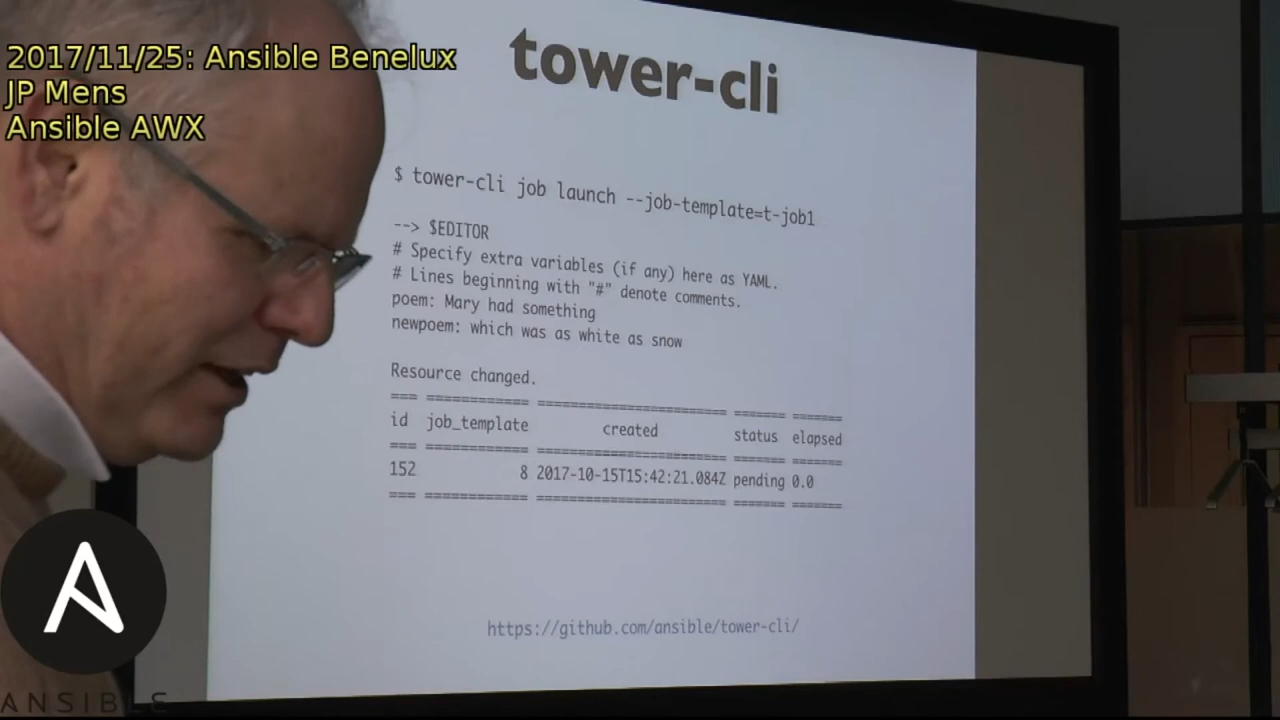 2017/11/25: Ansible Benelux
JP Mens
Ansible AWX
tower-cli
$ tower-cli job launch --job-template=t-job1
--> $EDITOR
# Specify extra variables (if any) here as YAML.
# Lines beginning with "#" denote comments.
poem: Mary had something
newpoem: which was as white as snow
Resource changed.
=== ============ ======================== ======= =======
id job_template created status elapsed
=== ============ ======================== ======= =======
152 8 2017-10-15T15:42:21.084Z pending 0.0
=== ============ ======================== ======= =======
https://github.com/ansible/tower-cli/
A
ANSIBLE